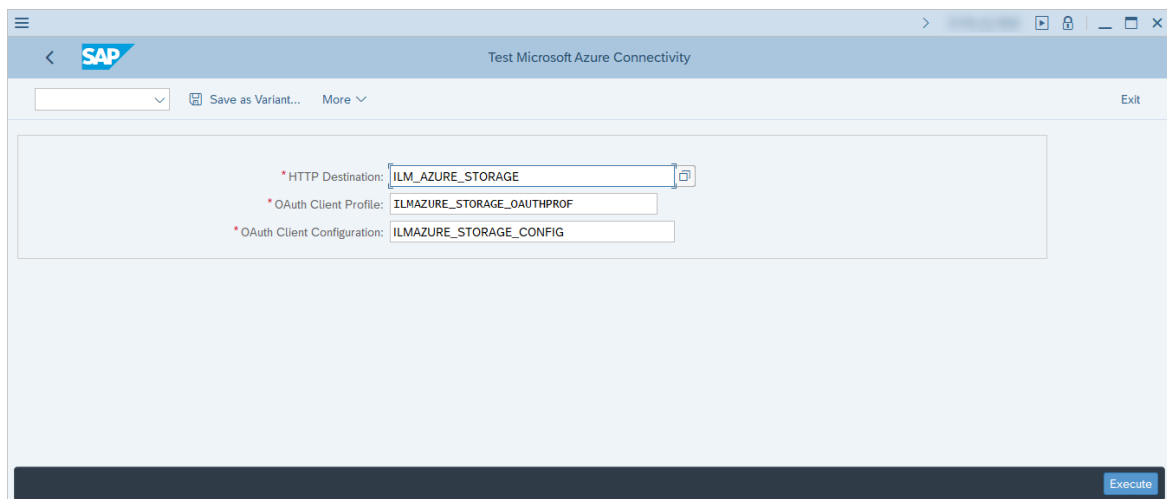 SAP
Test Microsoft Azure Connectivity
Save as Variant... More Exit
*HTTP Destination: ILM_AZURE_STORAGE
*OAuth Client Profile: ILMAZURE_STORAGE_OAUTHPROF
*OAuth Client Configuration: ILMAZURE_STORAGE_CONFIG
Execute